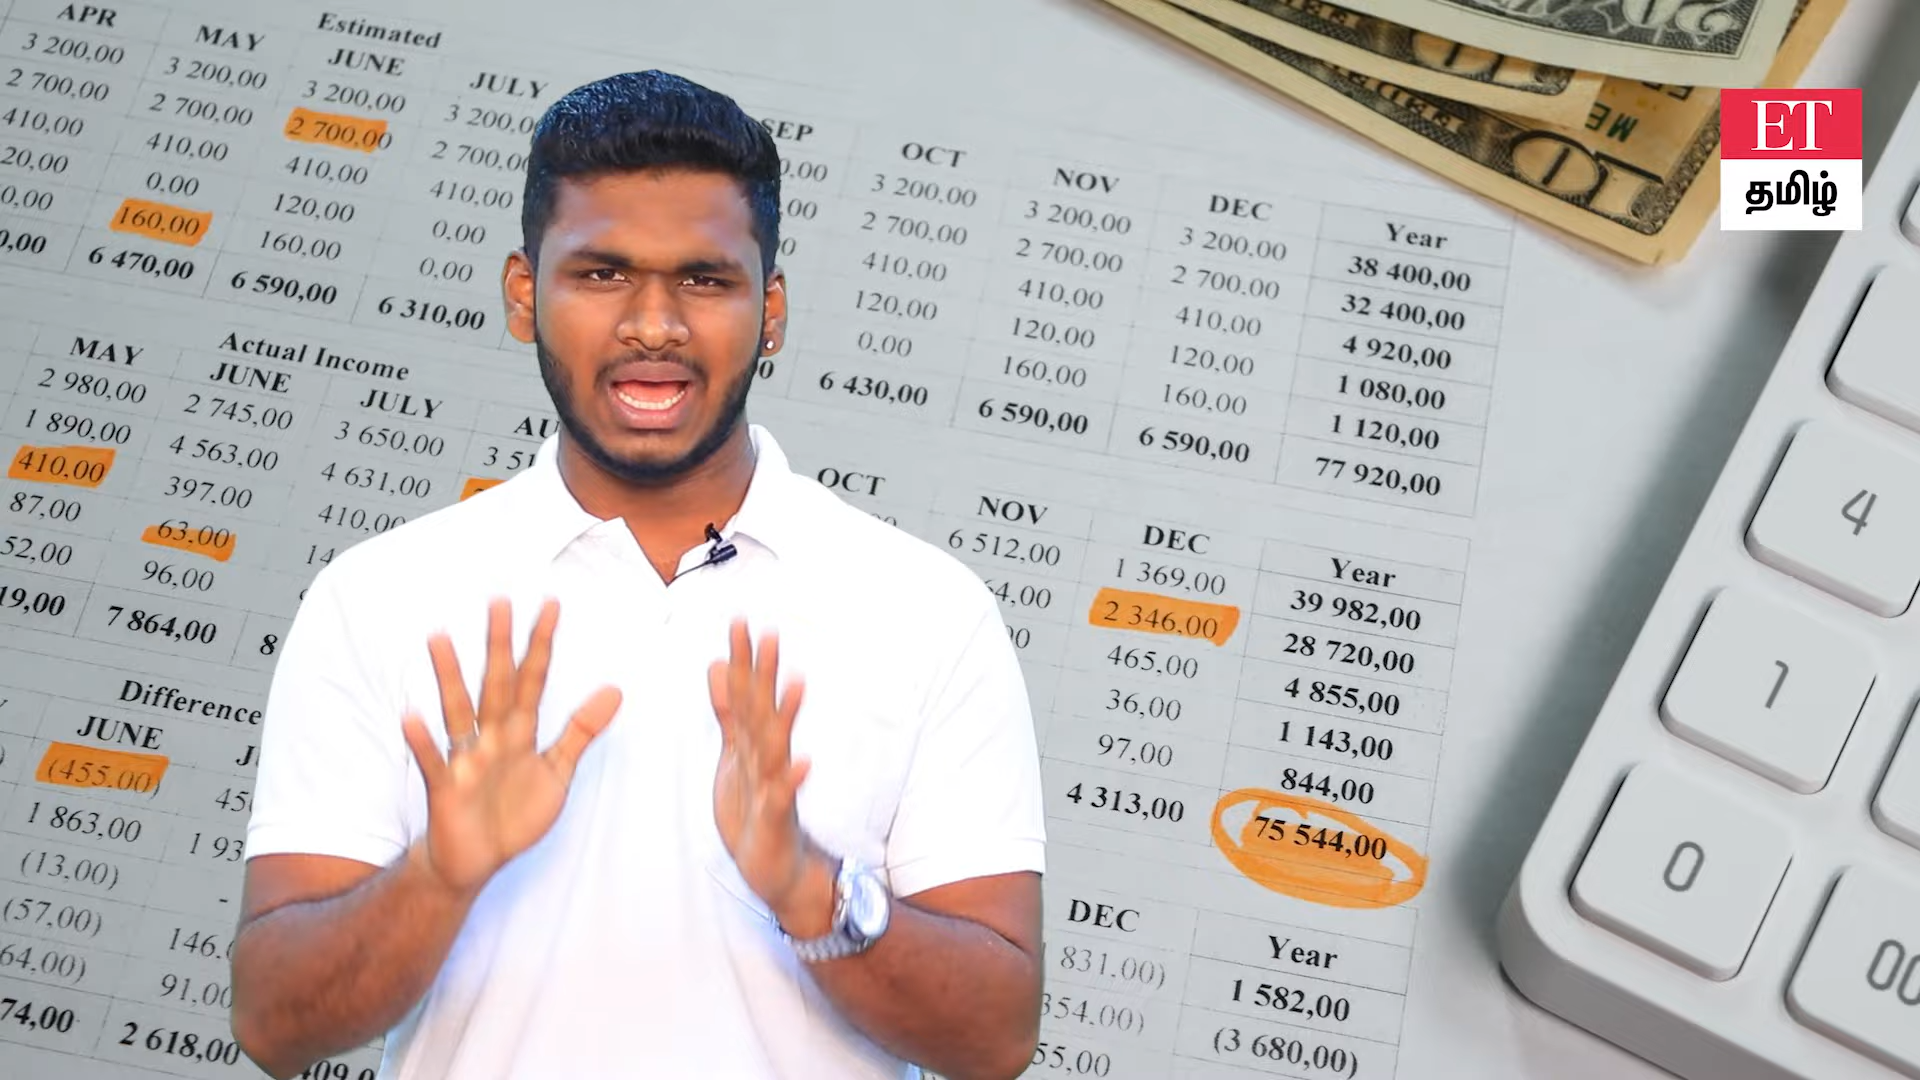 ET
தமிழ்
Estimated
APR MAY JUNE JULY SEP OCT NOV DEC Year
3 200,00 3 200,00 3 200,00 3 200,00 3 200,00 3 200,00 38 400,00
2 700,00 2 700,00 2 700,00 2 700,00 2 700,00 2 700.00 32 400,00
410,00 410,00 410,00 410,00 410,00 410,00 410,00 4 920,00
0.00 120,00 0.00 120,00 120,00 120,00 1 080,00
160,00 160,00 0,00 0.00 160,00 160,00 1 120,00
6 470,00 6 590,00 6 310,00 6 430,00 6 590,00 6 590,00 77 920,00
Actual Income
MAY JUNE JULY OCT NOV DEC Year
2 980,00 2 745,00 3 650,00 6 512,00 1 369,00 39 982,00
1 890,00 4 563,00 4 631,00 2 346,00 28 720,00
410,00 397,00 465,00 4 855,00
87,00 63,00 36,00 1 143,00
52,00 96,00 97,00 844,00
7 864,00 4 313,00 75 544,00
Difference
JUNE DEC Year
(455.00) 1 582,00
1 863,00 (3 680,00)
(13,00)
(57,00)
91,00
2 618,00
4
1
0
00